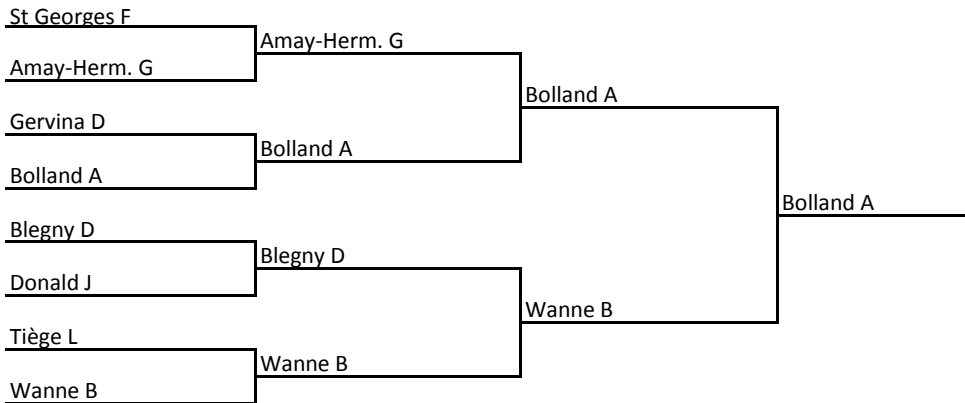 St Georges F
Amay-Herm. G
Amay-Herm. G
Bolland A
Gervina D
Bolland A
Bolland A
Bolland A
Blegny D
Blegny D
Donald J
Wanne B
Tiège L
Wanne B
Wanne B